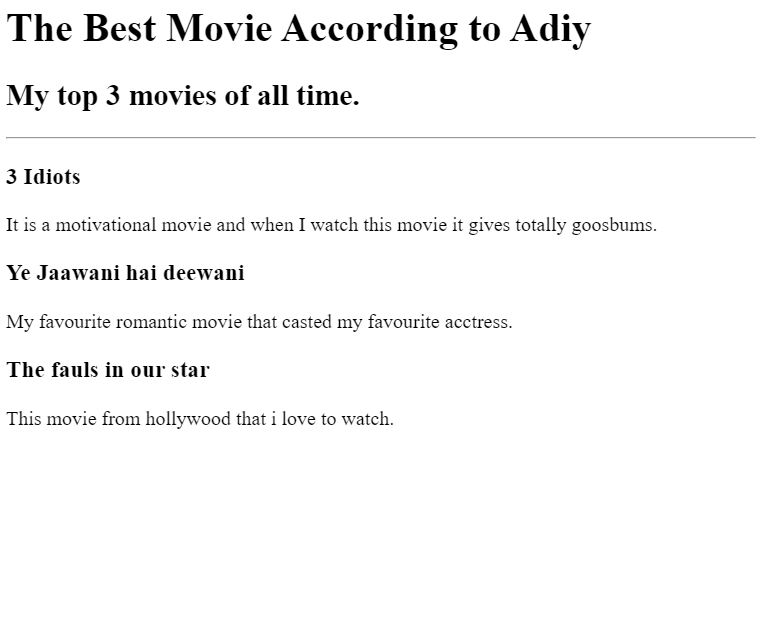 The Best Movie According to Adiy
My top 3 movies of all time.
3 Idiots
It is a motivational movie and when I watch this movie it gives totally goosbums.
Ye Jaawani hai deewani
My favourite romantic movie that casted my favourite acctress.
The fauls in our star
This movie from hollywood that i love to watch.